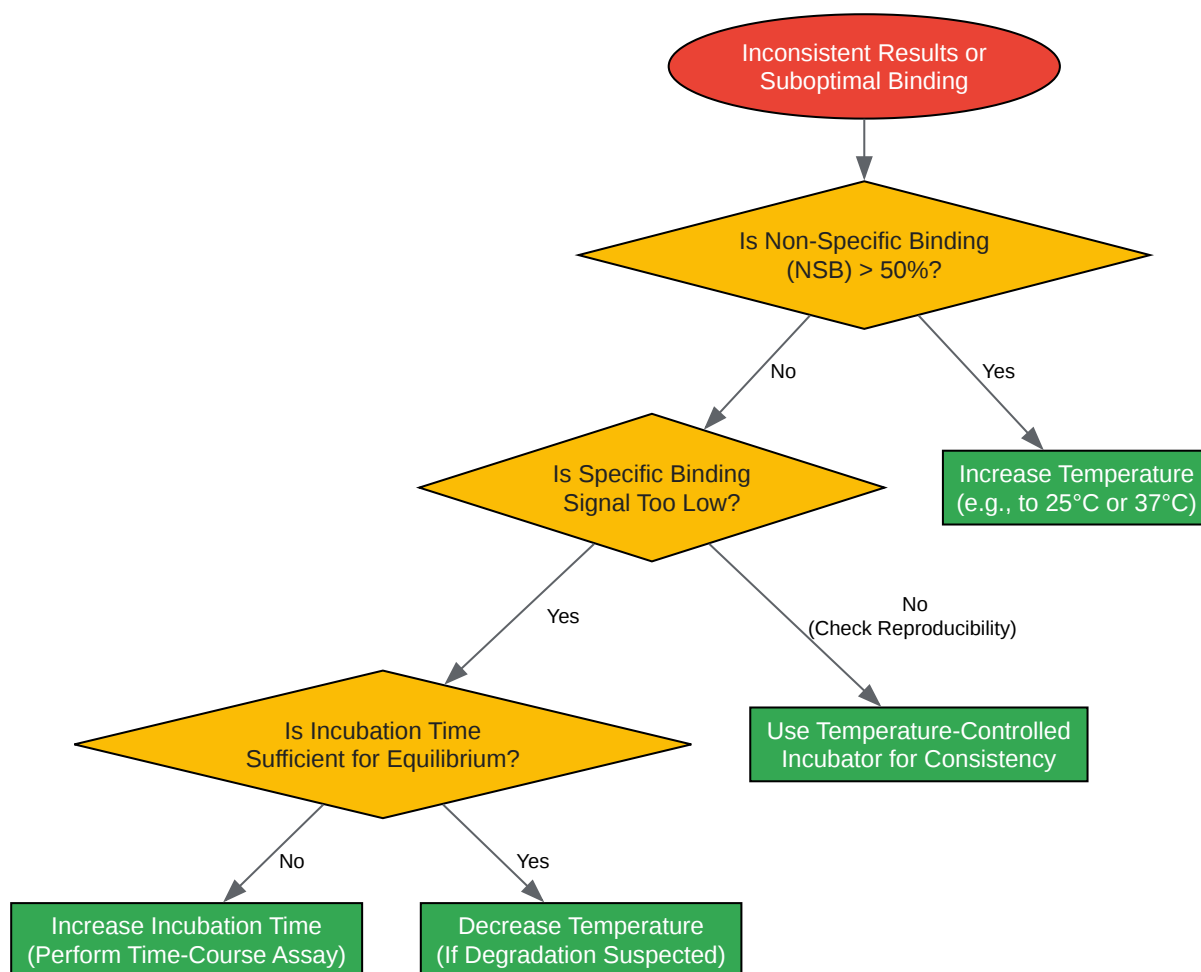 Inconsistent Results or
Suboptimal Binding
Is Non-Specific Binding
(NSB) > 50%?
No
Yes
Is Specific Binding
Signal Too Low?
Increase Temperature
(e.g., to 25°C or 37°C)
Yes
No
(Check Reproducibility)
Is Incubation Time
Sufficient for Equilibrium?
Use Temperature-Controlled
Incubator for Consistency
No
Yes
Increase Incubation Time
(Perform Time-Course Assay)
Decrease Temperature
(If Degradation Suspected)